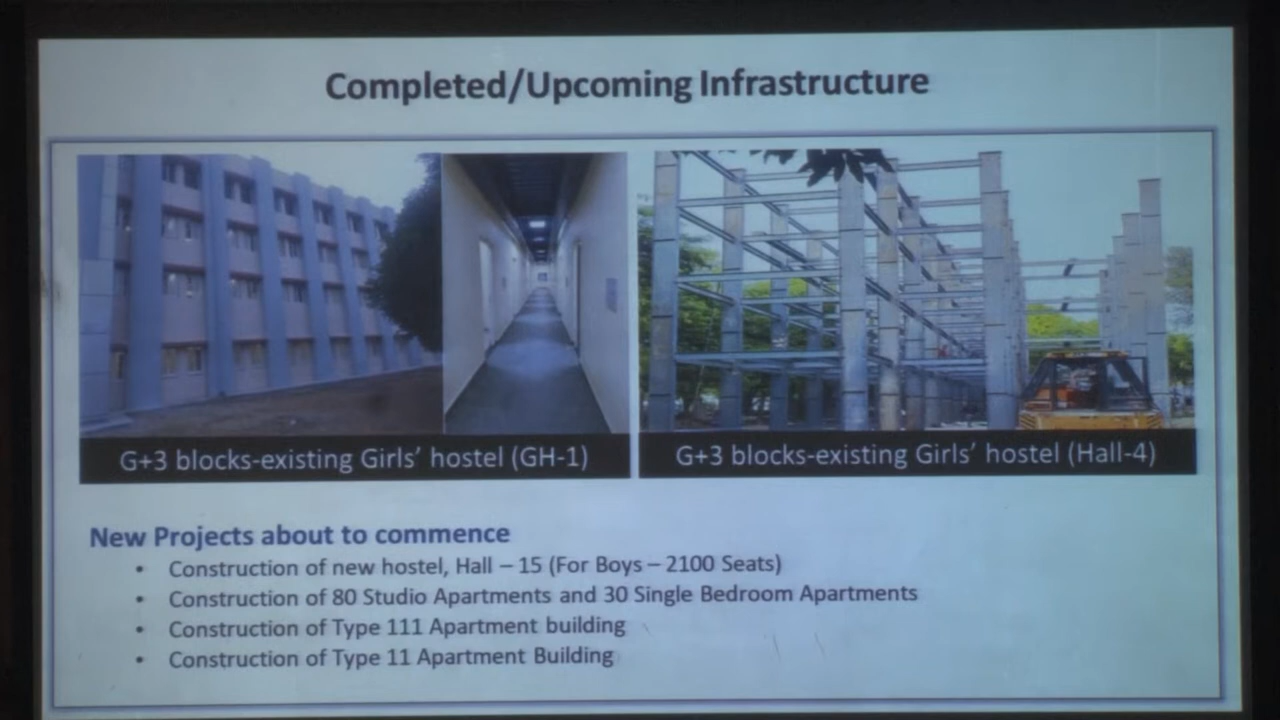 Completed/Upcoming Infrastructure
G+3 blocks-existing Girls’ hostel (GH-1)
G+3 blocks-existing Girls’ hostel (Hall-4)
New Projects about to commence
• Construction of new hostel, Hall – 15 (For Boys – 2100 Seats)
• Construction of 80 Studio Apartments and 30 Single Bedroom Apartments
• Construction of Type 111 Apartment building
• Construction of Type 11 Apartment Building